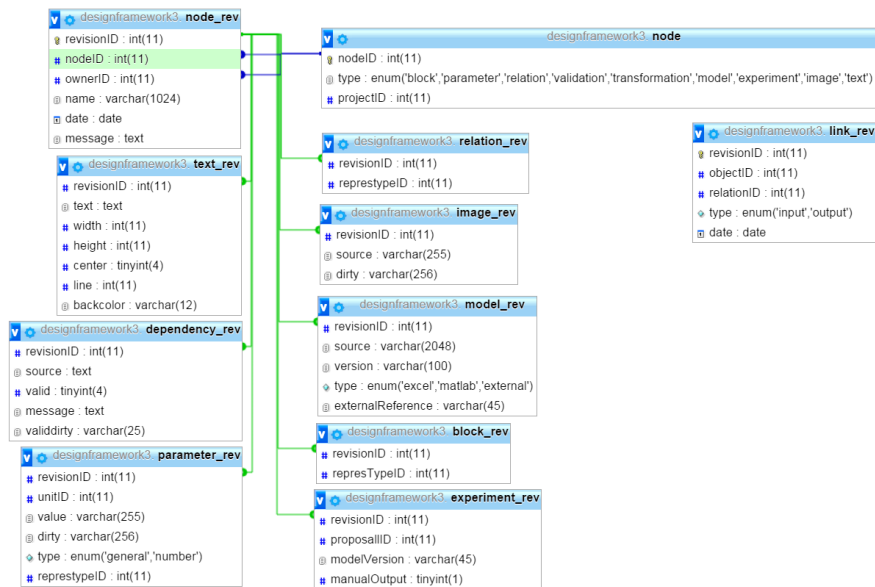 designframework3. node_rev
revisionID : int(11)
nodeID : int(11)
ownerID : int(11)
name : varchar(1024)
date : date
message : text
designframework3. node
nodeID : int(11)
type : enum('block','parameter','relation','validation','transformation','model','experiment','image','text')
projectID : int(11)
designframework3. text_rev
revisionID : int(11)
text : text
width : int(11)
height : int(11)
center : tinyint(4)
line : int(11)
backcolor : varchar(12)
designframework3. relation_rev
revisionID : int(11)
represtypeID : int(11)
designframework3. link_rev
revisionID : int(11)
objectID : int(11)
relationID : int(11)
type : enum('input','output')
date : date
designframework3. image_rev
revisionID : int(11)
source : varchar(255)
dirty : varchar(256)
designframework3. dependency_rev
revisionID : int(11)
source : text
valid : tinyint(4)
message : text
validdirty : varchar(25)
designframework3. model_rev
revisionID : int(11)
source : varchar(2048)
version : varchar(100)
type : enum('excel','matlab','external')
externalReference : varchar(45)
designframework3. parameter_rev
revisionID : int(11)
unitID : int(11)
value : varchar(255)
dirty : varchar(256)
type : enum('general','number')
represtypeID : int(11)
designframework3. block_rev
revisionID : int(11)
represTypeID : int(11)
designframework3. experiment_rev
revisionID : int(11)
proposalIID : int(11)
modelVersion : varchar(45)
manualOutput : tinyint(1)